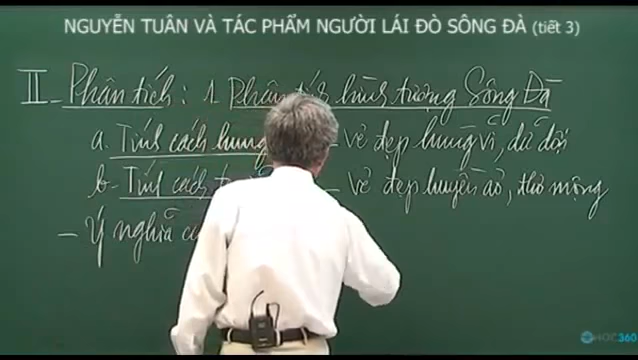 NGUYỄN TUÂN VÀ TÁC PHẨM NGƯỜI LÁI ĐÒ SÔNG ĐÀ (tiết 3)
II - Phân tích: 1. Phân tích hình tượng Sông Đà
a. Tính cách hung – vẻ đẹp hùng vĩ, dữ dội
b- Tính cách – vẻ đẹp huyền ảo, thơ mộng
– Ý nghĩa
HOC360